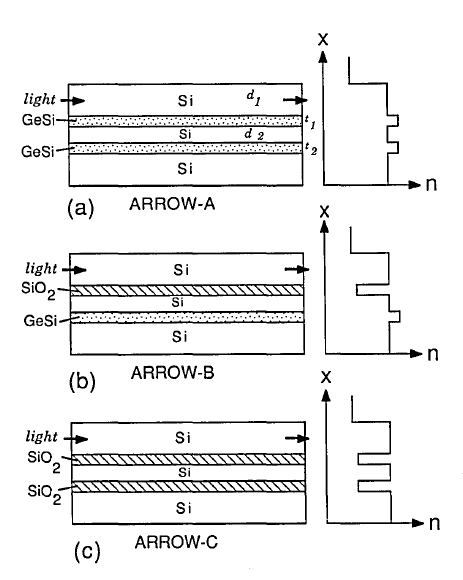 x
light Si d1
GeSi t1
Si d2
GeSi t2
Si
n
(a) ARROW-A
x
light Si
SiO2
Si
GeSi
Si
n
(b) ARROW-B
x
light Si
SiO2
Si
SiO2
Si
n
(c) ARROW-C